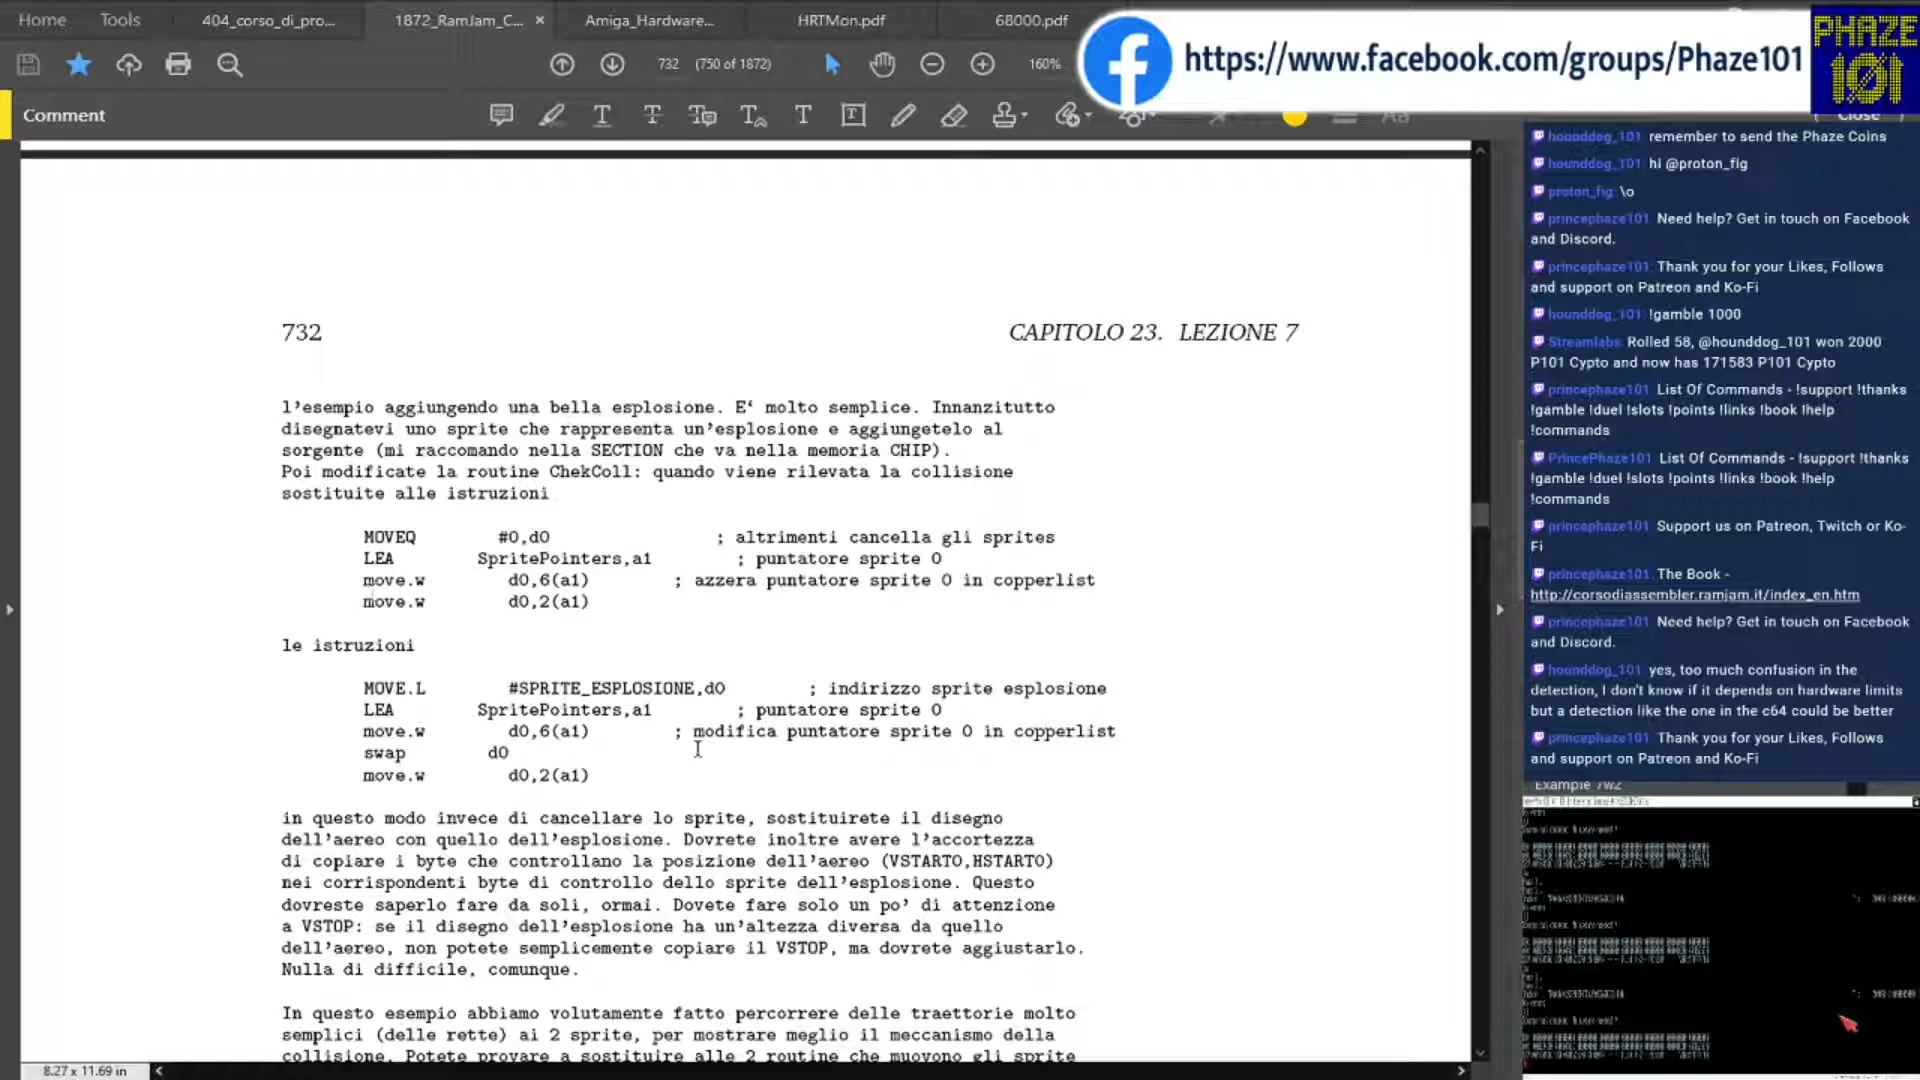 Home Tools 404_corso_di_pro... 1872_RamJam_C... × Amiga_Hardware... HRTMon.pdf 68000.pdf
https://www.facebook.com/groups/Phaze101
PHAZE
101
732 (750 of 1872) 160%
Comment
Close
732 CAPITOLO 23. LEZIONE 7
l'esempio aggiungendo una bella esplosione. E` molto semplice. Innanzitutto
disegnatevi uno sprite che rappresenta un'esplosione e aggiungetelo al
sorgente (mi raccomando nella SECTION che va nella memoria CHIP).
Poi modificate la routine ChekColl: quando viene rilevata la collisione
sostituite alle istruzioni
MOVEQ #0,d0 ; altrimenti cancella gli sprites
LEA SpritePointers,a1 ; puntatore sprite 0
move.w d0,6(a1) ; azzera puntatore sprite 0 in copperlist
move.w d0,2(a1)
le istruzioni
MOVE.L #SPRITE_ESPLOSIONE,d0 ; indirizzo sprite esplosione
LEA SpritePointers,a1 ; puntatore sprite 0
move.w d0,6(a1) ; modifica puntatore sprite 0 in copperlist
swap d0
move.w d0,2(a1)
in questo modo invece di cancellare lo sprite, sostituirete il disegno
dell'aereo con quello dell'esplosione. Dovrete inoltre avere l'accortezza
di copiare i byte che controllano la posizione dell'aereo (VSTART0,HSTART0)
nei corrispondenti byte di controllo dello sprite dell'esplosione. Questo
dovreste saperlo fare da soli, ormai. Dovete fare solo un po' di attenzione
a VSTOP: se il disegno dell'esplosione ha un'altezza diversa da quello
dell'aereo, non potete semplicemente copiare il VSTOP, ma dovrete aggiustarlo.
Nulla di difficile, comunque.
In questo esempio abbiamo volutamente fatto percorrere delle traettorie molto
semplici (delle rette) ai 2 sprite, per mostrare meglio il meccanismo della
collisione. Potete provare a sostituire alle 2 routine che muovono gli sprite
8.27 x 11.69 in
hounddog_101 remember to send the Phaze Coins
hounddog_101 hi @proton_fig
proton_fig \o
princephaze101 Need help? Get in touch on Facebook
and Discord.
princephaze101 Thank you for your Likes, Follows
and support on Patreon and Ko-Fi
hounddog_101 !gamble 1000
Streamlabs Rolled 58, @hounddog_101 won 2000
P101 Cypto and now has 171583 P101 Cypto
princephaze101 List Of Commands - !support !thanks
!gamble !duel !slots !points !links !book !help
!commands
PrincePhaze101 List Of Commands - !support !thanks
!gamble !duel !slots !points !links !book !help
!commands
princephaze101 Support us on Patreon, Twitch or Ko-
Fi
princephaze101 The Book -
http://corsodiassembler.ramjam.it/index_en.htm
princephaze101 Need help? Get in touch on Facebook
and Discord.
hounddog_101 yes, too much confusion in the
detection, I don't know if it depends on hardware limits
but a detection like the one in the c64 could be better
princephaze101 Thank you for your Likes, Follows
and support on Patreon and Ko-Fi
Example 7w2